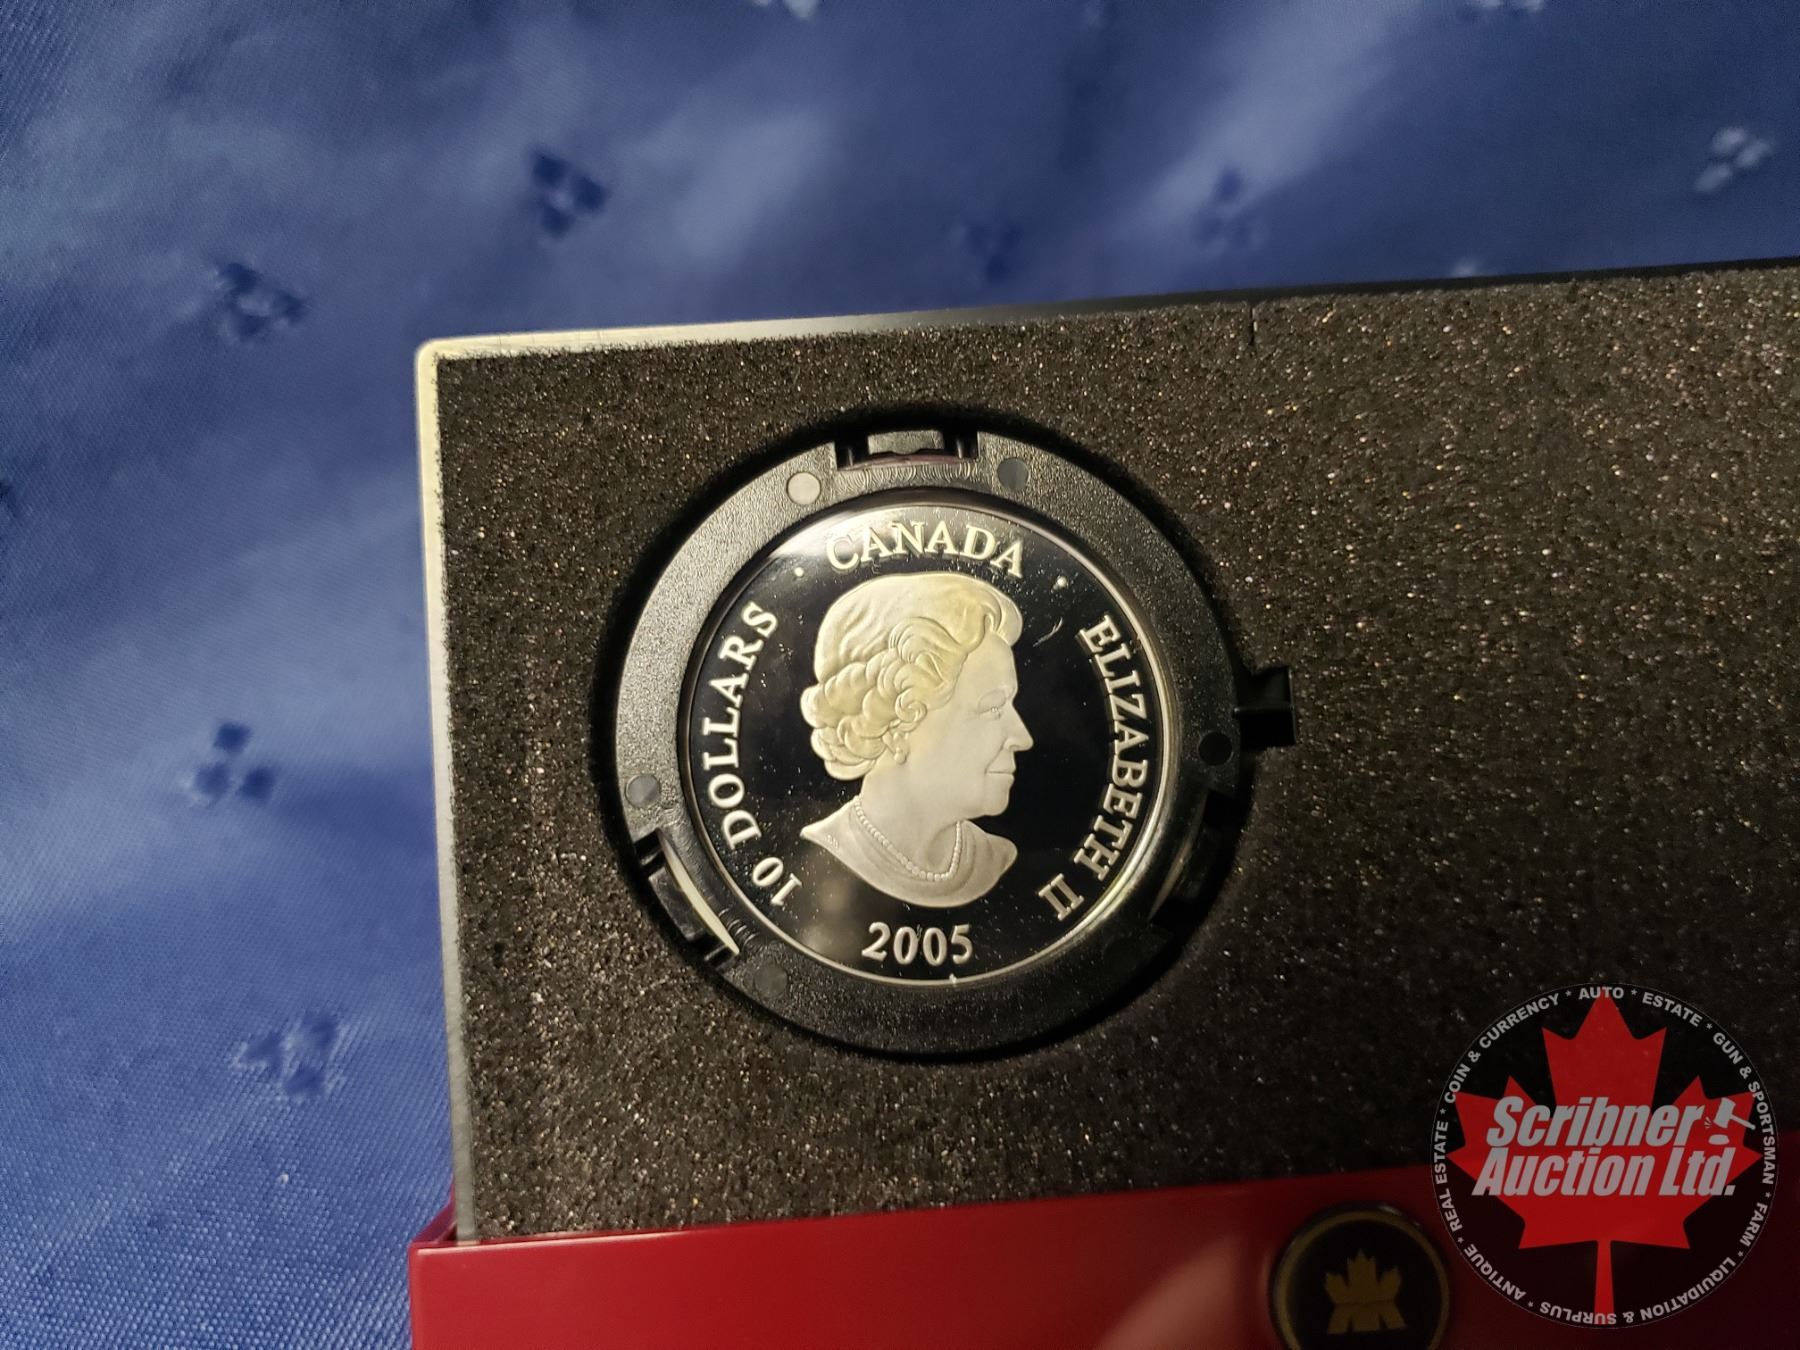 · CANADA ·
10 DOLLARS
ELIZABETH II
2005
Scribner
Auction Ltd.
REAL ESTATE * COIN & CURRENCY * AUTO * ESTATE * GUN & SPORTSMAN * FARM * LIQUIDATION & SURPLUS * ANTIQUE *